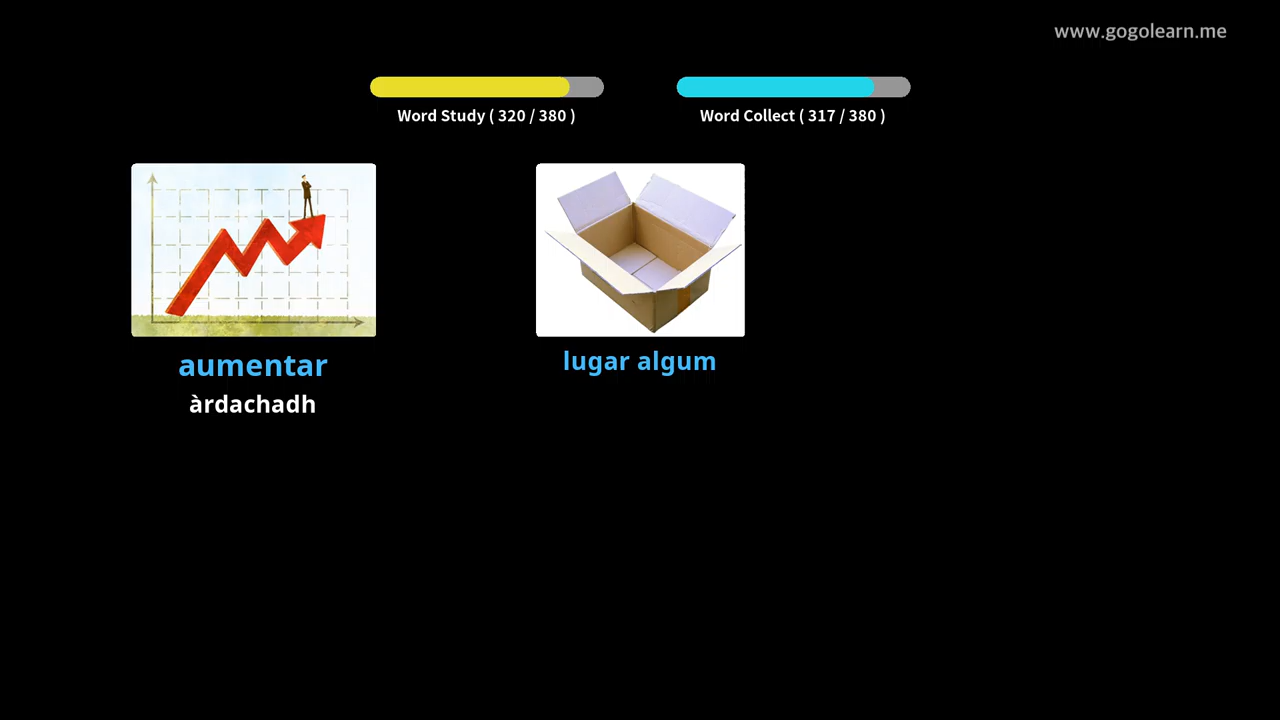 www.gogolearn.me
Word Study ( 320 / 380 )
Word Collect ( 317 / 380 )
aumentar
àrdachadh
lugar algum